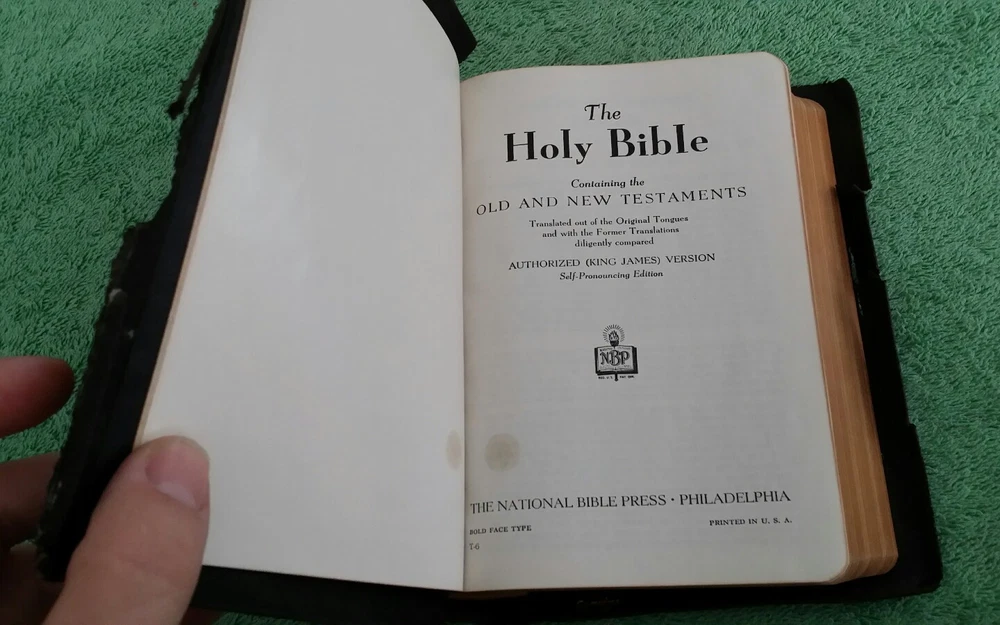 The
Holy Bible
Containing the
OLD AND NEW TESTAMENTS
Translated out of the Original Tongues
and with the Former Translations
diligently compared
AUTHORIZED (KING JAMES) VERSION
Self-Pronouncing Edition
NBP
THE NATIONAL BIBLE PRESS · PHILADELPHIA
BOLD FACE TYPE PRINTED IN U. S. A.
T-6